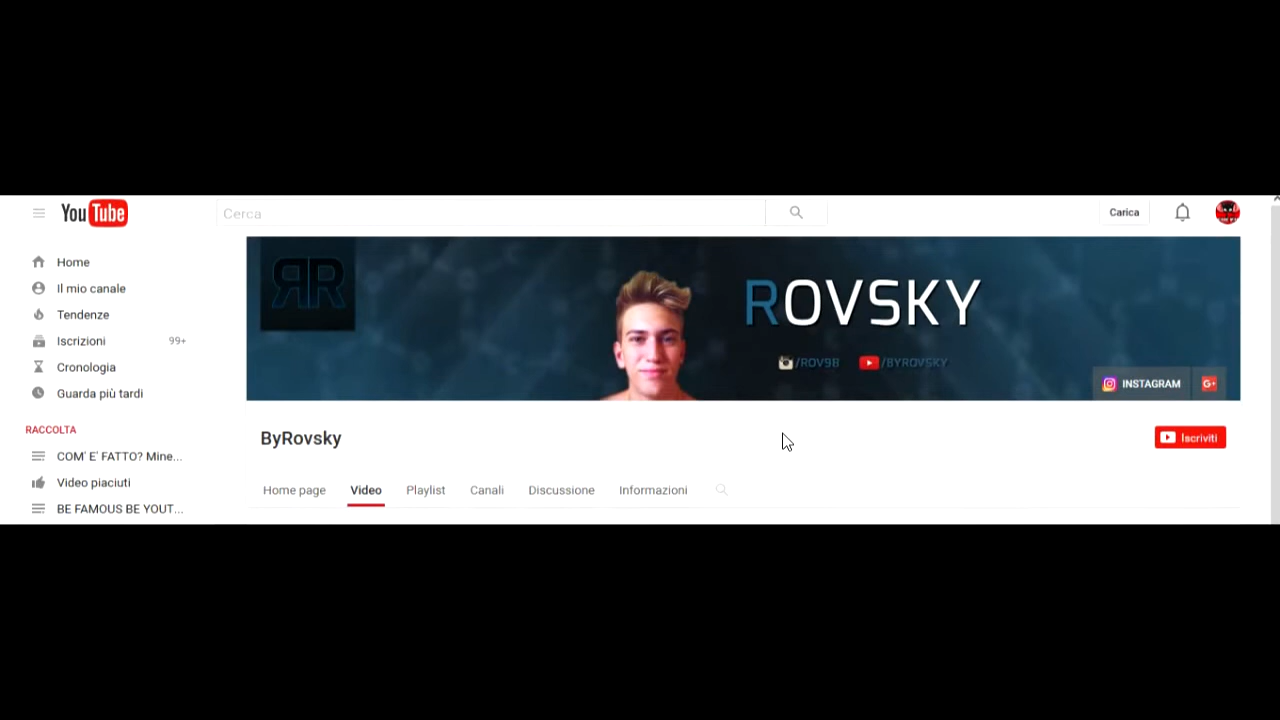 YouTube
Cerca
Carica
Home
Il mio canale
Tendenze
Iscrizioni 99+
Cronologia
Guarda più tardi
RACCOLTA
COM' E' FATTO? Mine...
Video piaciuti
BE FAMOUS BE YOUT...
RR
ROVSKY
/ROV98 /BYROVSKY
INSTAGRAM G+
ByRovsky
Iscriviti
Home page Video Playlist Canali Discussione Informazioni